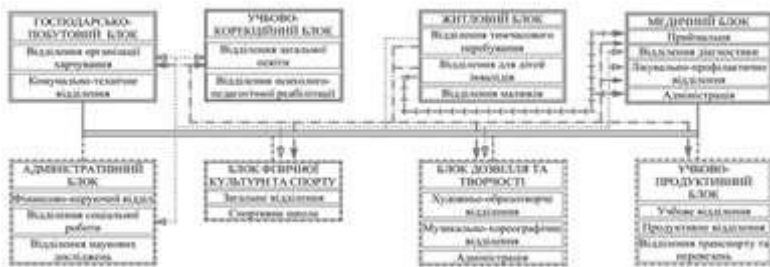 ГОСПОДАРСЬКО-
ПОБУТОВИЙ БЛОК
Відділення організації
харчування
Комунально-технічне
відділення
УЧБОВО-
КОРЕКЦІЙНИЙ БЛОК
Відділення загальної
освіти
Відділення психолого-
педагогічної реабілітації
ЖИТЛОВИЙ БЛОК
Відділення тимчасового
перебування
Відділення для дітей
інвалідів
Відділення маляків
МЕДИЧНИЙ БЛОК
Приймальня
Відділення діагностики
Лікувально-профілактичне
відділення
Адміністрація
АДМІНІСТРАТИВНИЙ
БЛОК
Фінансово-керуючий відділ
Відділення соціальної
роботи
Відділення наукових
досліджень
БЛОК ФІЗИЧНОЇ
КУЛЬТУРИ ТА СПОРТУ
Загальне відділення
Спортивна школа
БЛОК ДОЗВІЛЛЯ ТА
ТВОРЧОСТІ
Художньо-образотворче
відділення
Музикально-хореографічне
відділення
Адміністрація
УЧБОВО-
ПРОДУКТИВНИЙ
БЛОК
Учбове відділення
Продуктивне відділення
Відділення транспорту та
перевезень